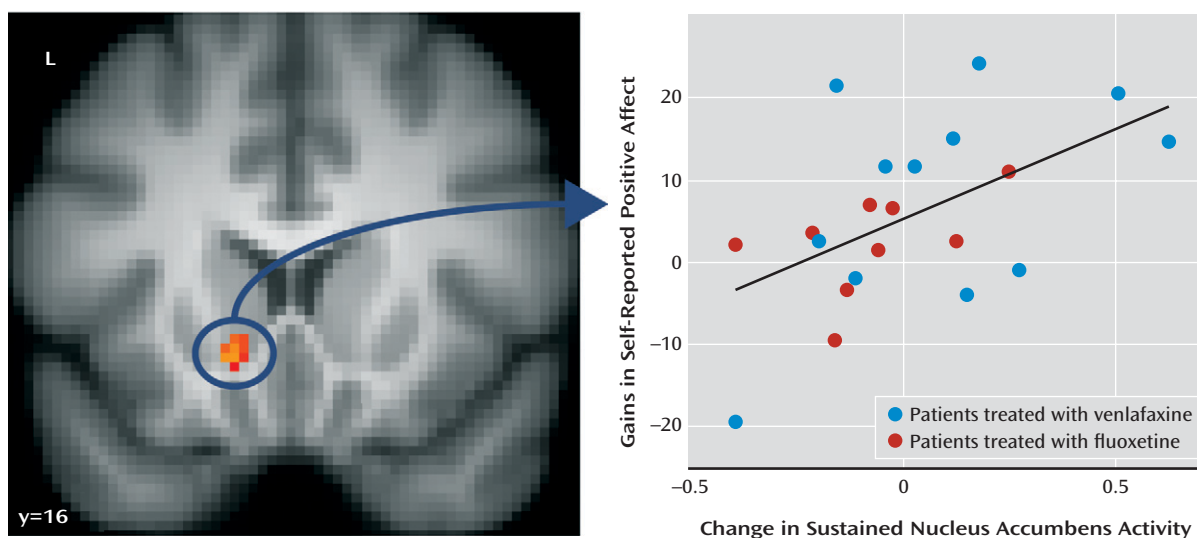 L
y=16
Gains in Self-Reported Positive Affect
20
10
0
−10
−20
Patients treated with venlafaxine
Patients treated with fluoxetine
−0.5
0
0.5
Change in Sustained Nucleus Accumbens Activity